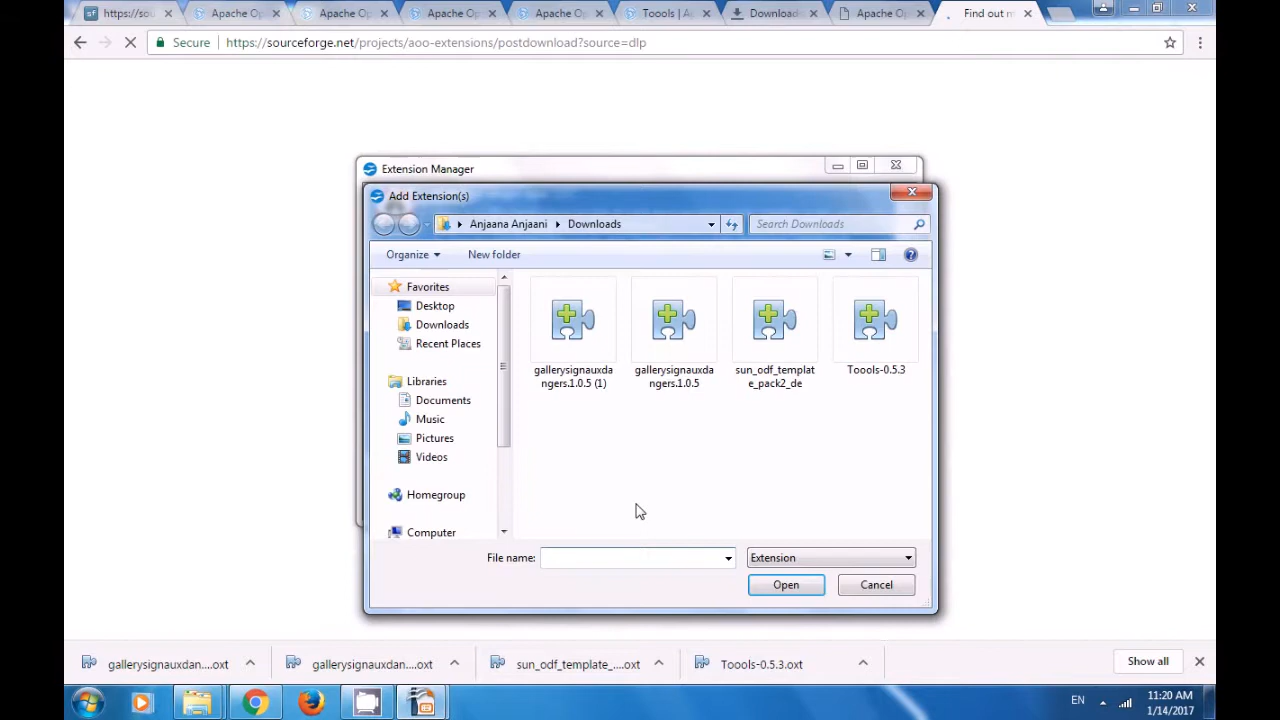 https://sou
Apache Op
Apache Op
Apache Op
Apache Op
Toools | A
Download
Apache Op
Find out m
Secure
https://sourceforge.net/projects/aoo-extensions/postdownload?source=dlp
Extension Manager
Add Extension(s)
Anjaana Anjaani
Downloads
Search Downloads
Organize
New folder
Favorites
Desktop
Downloads
Recent Places
Libraries
Documents
Music
Pictures
Videos
Homegroup
Computer
gallerysignauxda
ngers.1.0.5 (1)
gallerysignauxda
ngers.1.0.5
sun_odf_templat
e_pack2_de
Toools-0.5.3
File name:
Extension
Open
Cancel
gallerysignauxdan....oxt
gallerysignauxdan....oxt
sun_odf_template_....oxt
Toools-0.5.3.oxt
Show all
EN
11:20 AM
1/14/2017